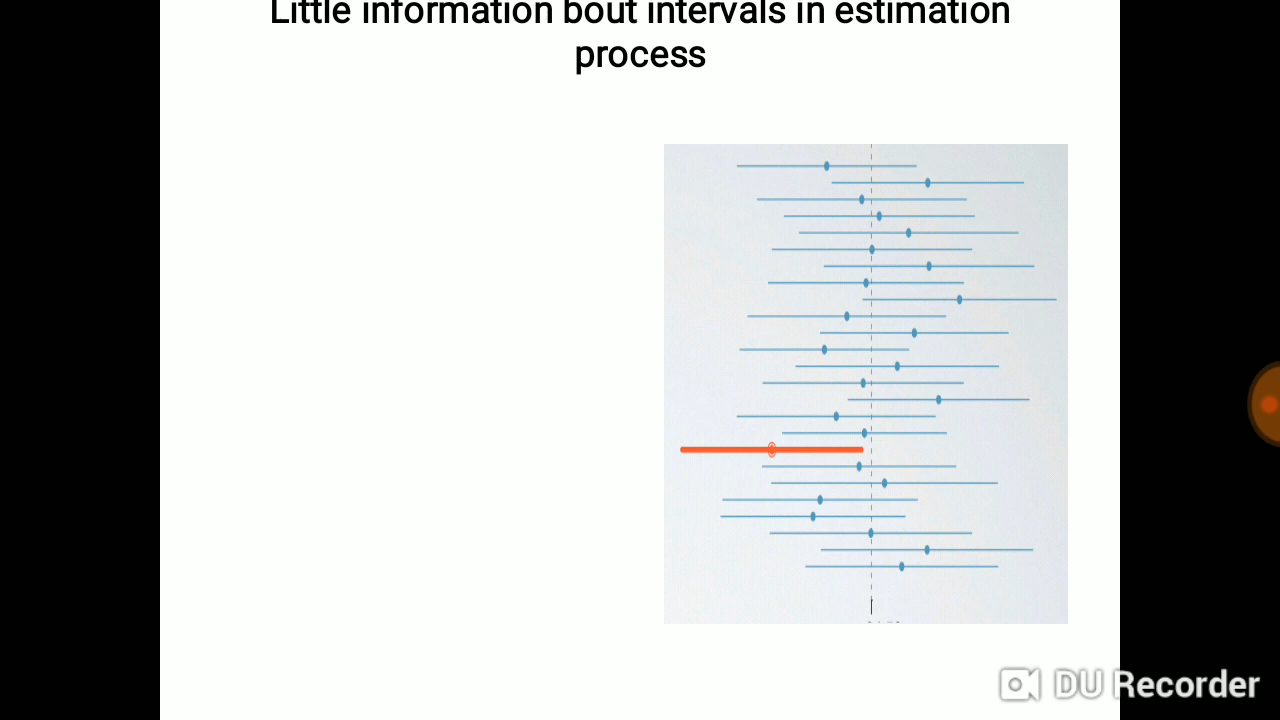 Little information bout intervals in estimation
process
DU Recorder